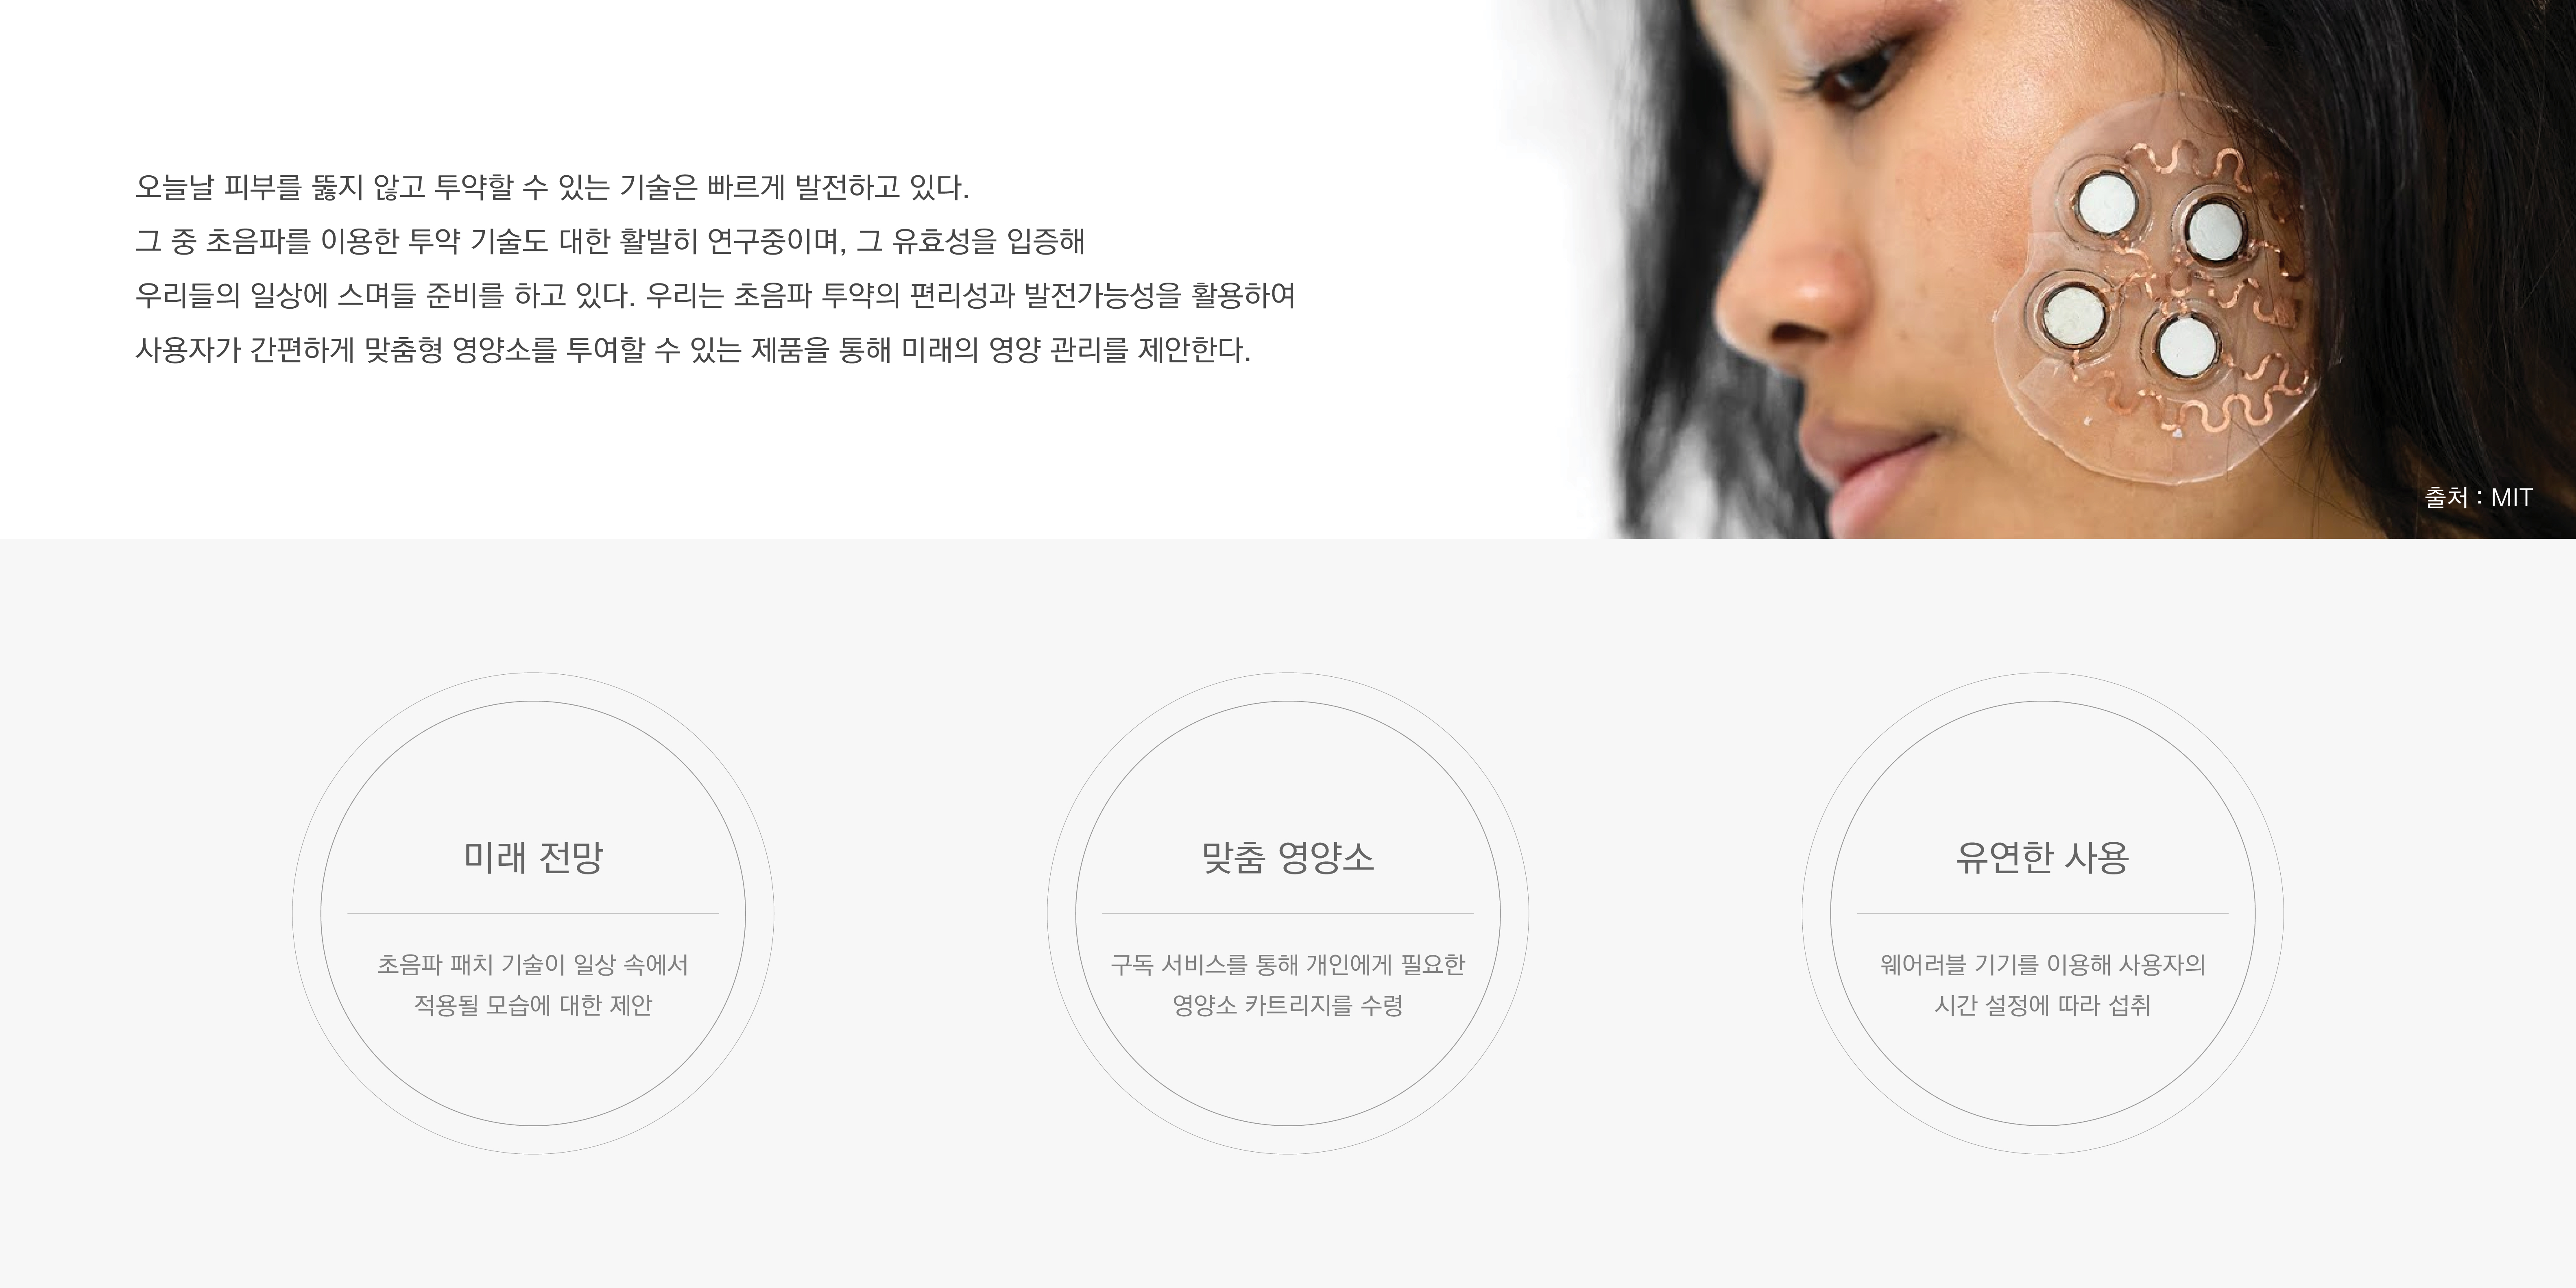 오늘날 피부를 뚫지 않고 투약할 수 있는 기술은 빠르게 발전하고 있다.
그 중 초음파를 이용한 투약 기술도 대한 활발히 연구중이며, 그 유효성을 입증해
우리들의 일상에 스며들 준비를 하고 있다. 우리는 초음파 투약의 편리성과 발전가능성을 활용하여
사용자가 간편하게 맞춤형 영양소를 투여할 수 있는 제품을 통해 미래의 영양 관리를 제안한다.
출처 : MIT
미래 전망
초음파 패치 기술이 일상 속에서
적용될 모습에 대한 제안
맞춤 영양소
구독 서비스를 통해 개인에게 필요한
영양소 카트리지를 수령
유연한 사용
웨어러블 기기를 이용해 사용자의
시간 설정에 따라 섭취